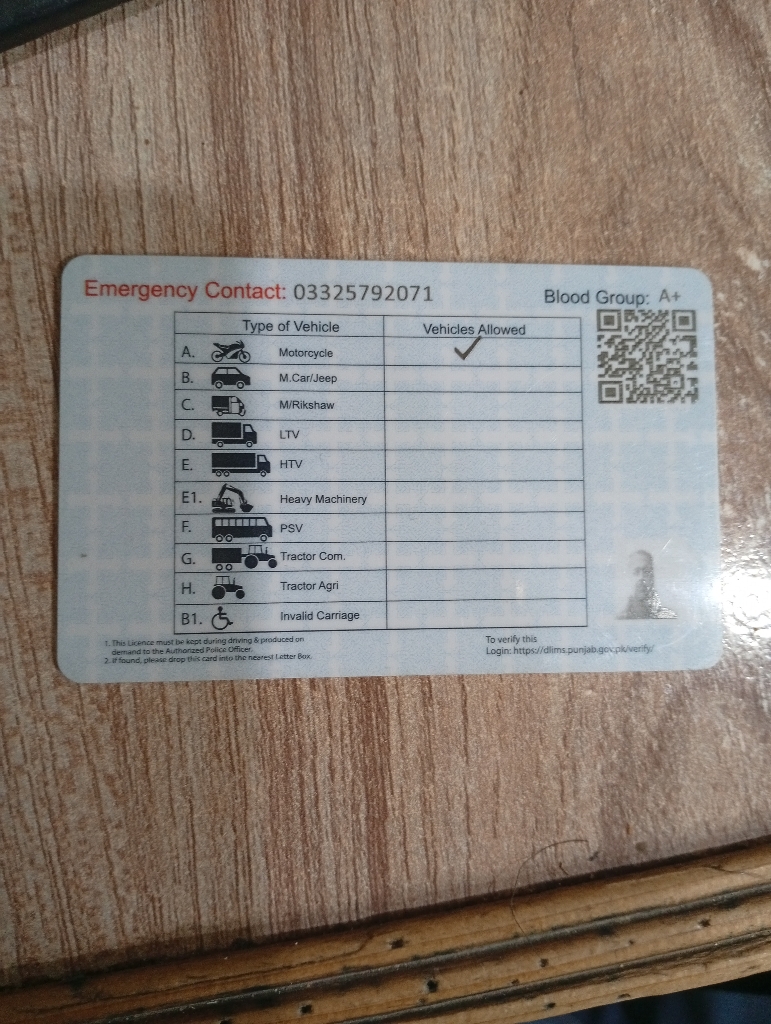 Emergency Contact: 03325792071
Blood Group: A+
Type of Vehicle Vehicles Allowed
A. Motorcycle ✓
B. M.Car/Jeep
C. M/Rikshaw
D. LTV
E. HTV
E1. Heavy Machinery
F. PSV
G. Tractor Com.
H. Tractor Agri
B1. Invalid Carriage
1. This Licence must be kept during driving & produced on
demand to the Authorized Police Officer.
2. If found, please drop this card into the nearest Letter Box.
To verify this
Login: https://dlims.punjab.gov.pk/verify/